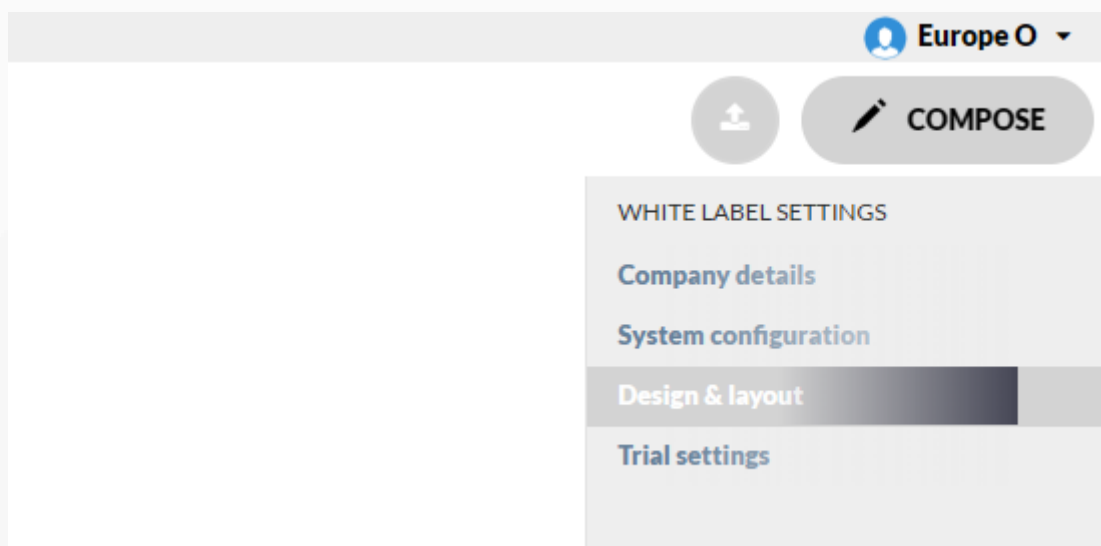 Europe O
COMPOSE
WHITE LABEL SETTINGS
Company details
System configuration
Design & layout
Trial settings